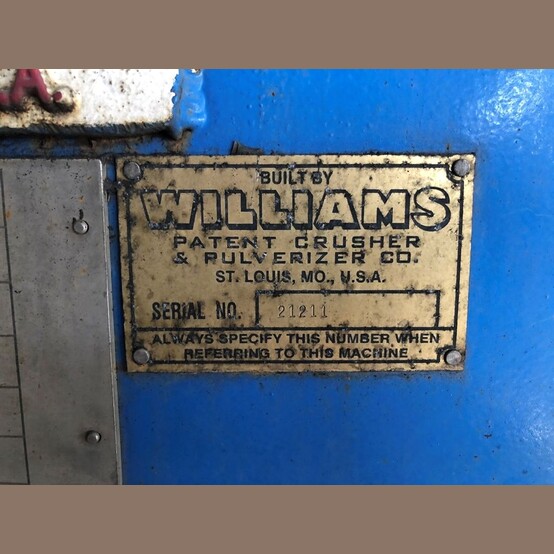 .A.
BUILT BY
WILLIAMS
PATENT CRUSHER
& PULVERIZER CO.
ST. LOUIS, MO., U.S.A.
SERIAL NO. 21211
ALWAYS SPECIFY THIS NUMBER WHEN
REFERRING TO THIS MACHINE